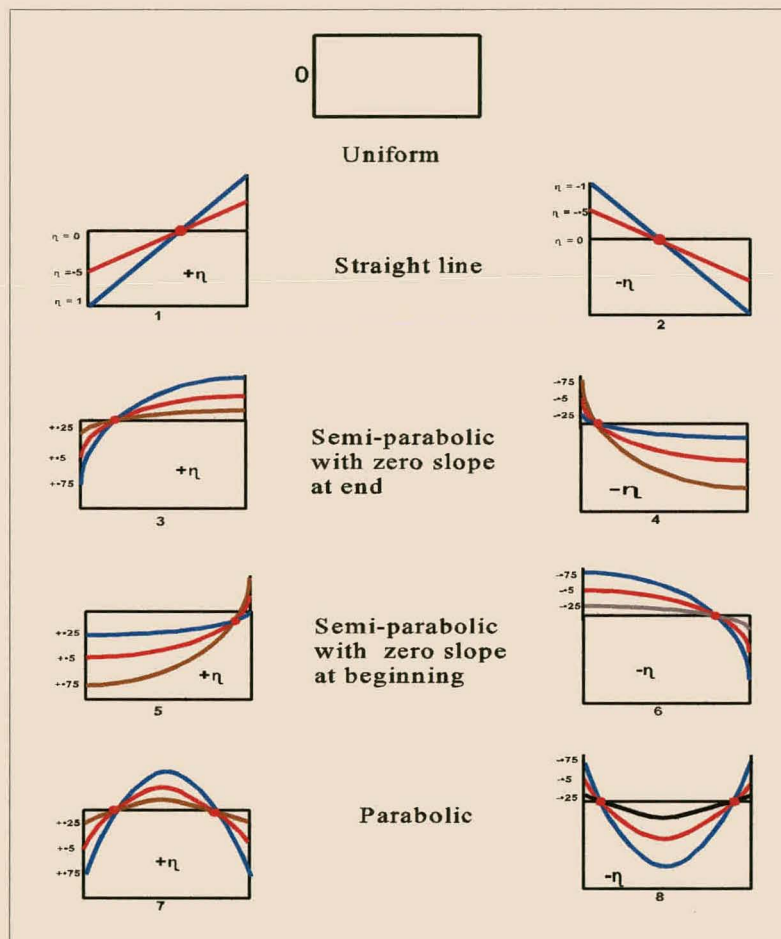 0
Uniform
η = 0
η =-5
η = 1
+η
1
Straight line
η = -1
η = -5
η = 0
-η
2
++25
++5
+-75
+η
3
Semi-parabolic
with zero slope
at end
-+75
-+5
-+25
-η
4
++25
++5
++75
+η
5
Semi-parabolic
with zero slope
at beginning
-+75
-+5
-+25
-η
6
++25
++5
++75
+η
7
Parabolic
-+75
-+5
-+25
-η
8